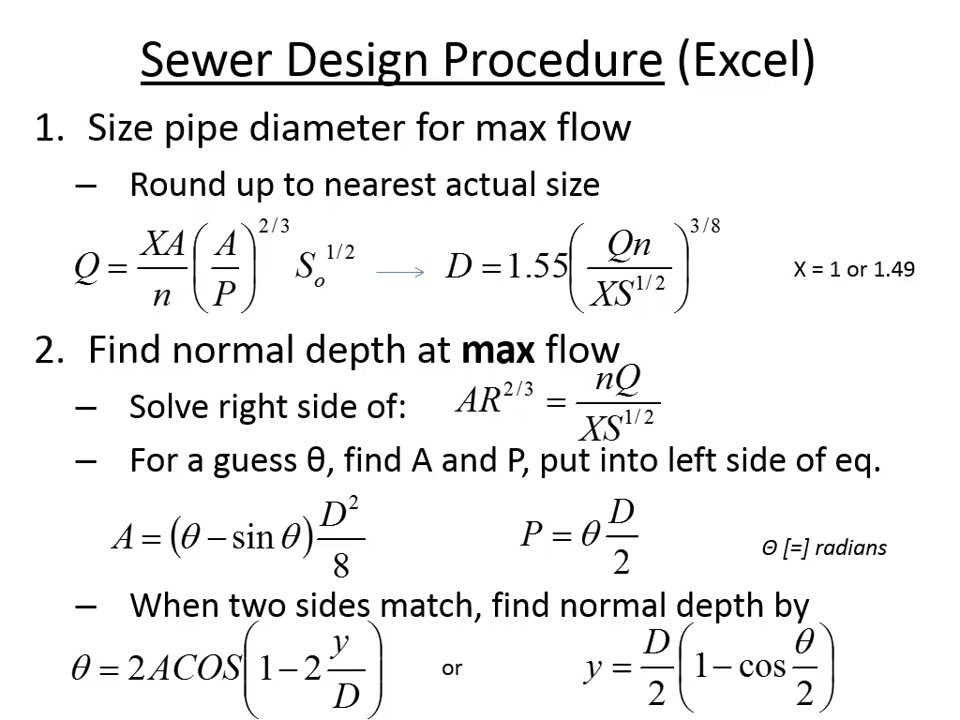 Sewer Design Procedure (Excel)
1. Size pipe diameter for max flow
– Round up to nearest actual size
Q = XA/n (A/P)^2/3 S_o^1/2 → D = 1.55 (Qn/XS^1/2)^3/8 X = 1 or 1.49
2. Find normal depth at max flow
– Solve right side of: AR^2/3 = nQ/XS^1/2
– For a guess θ, find A and P, put into left side of eq.
A = (θ − sin θ) D^2/8 P = θ D/2 Θ [=] radians
– When two sides match, find normal depth by
θ = 2ACOS(1 − 2 y/D) or y = D/2 (1 − cos θ/2)